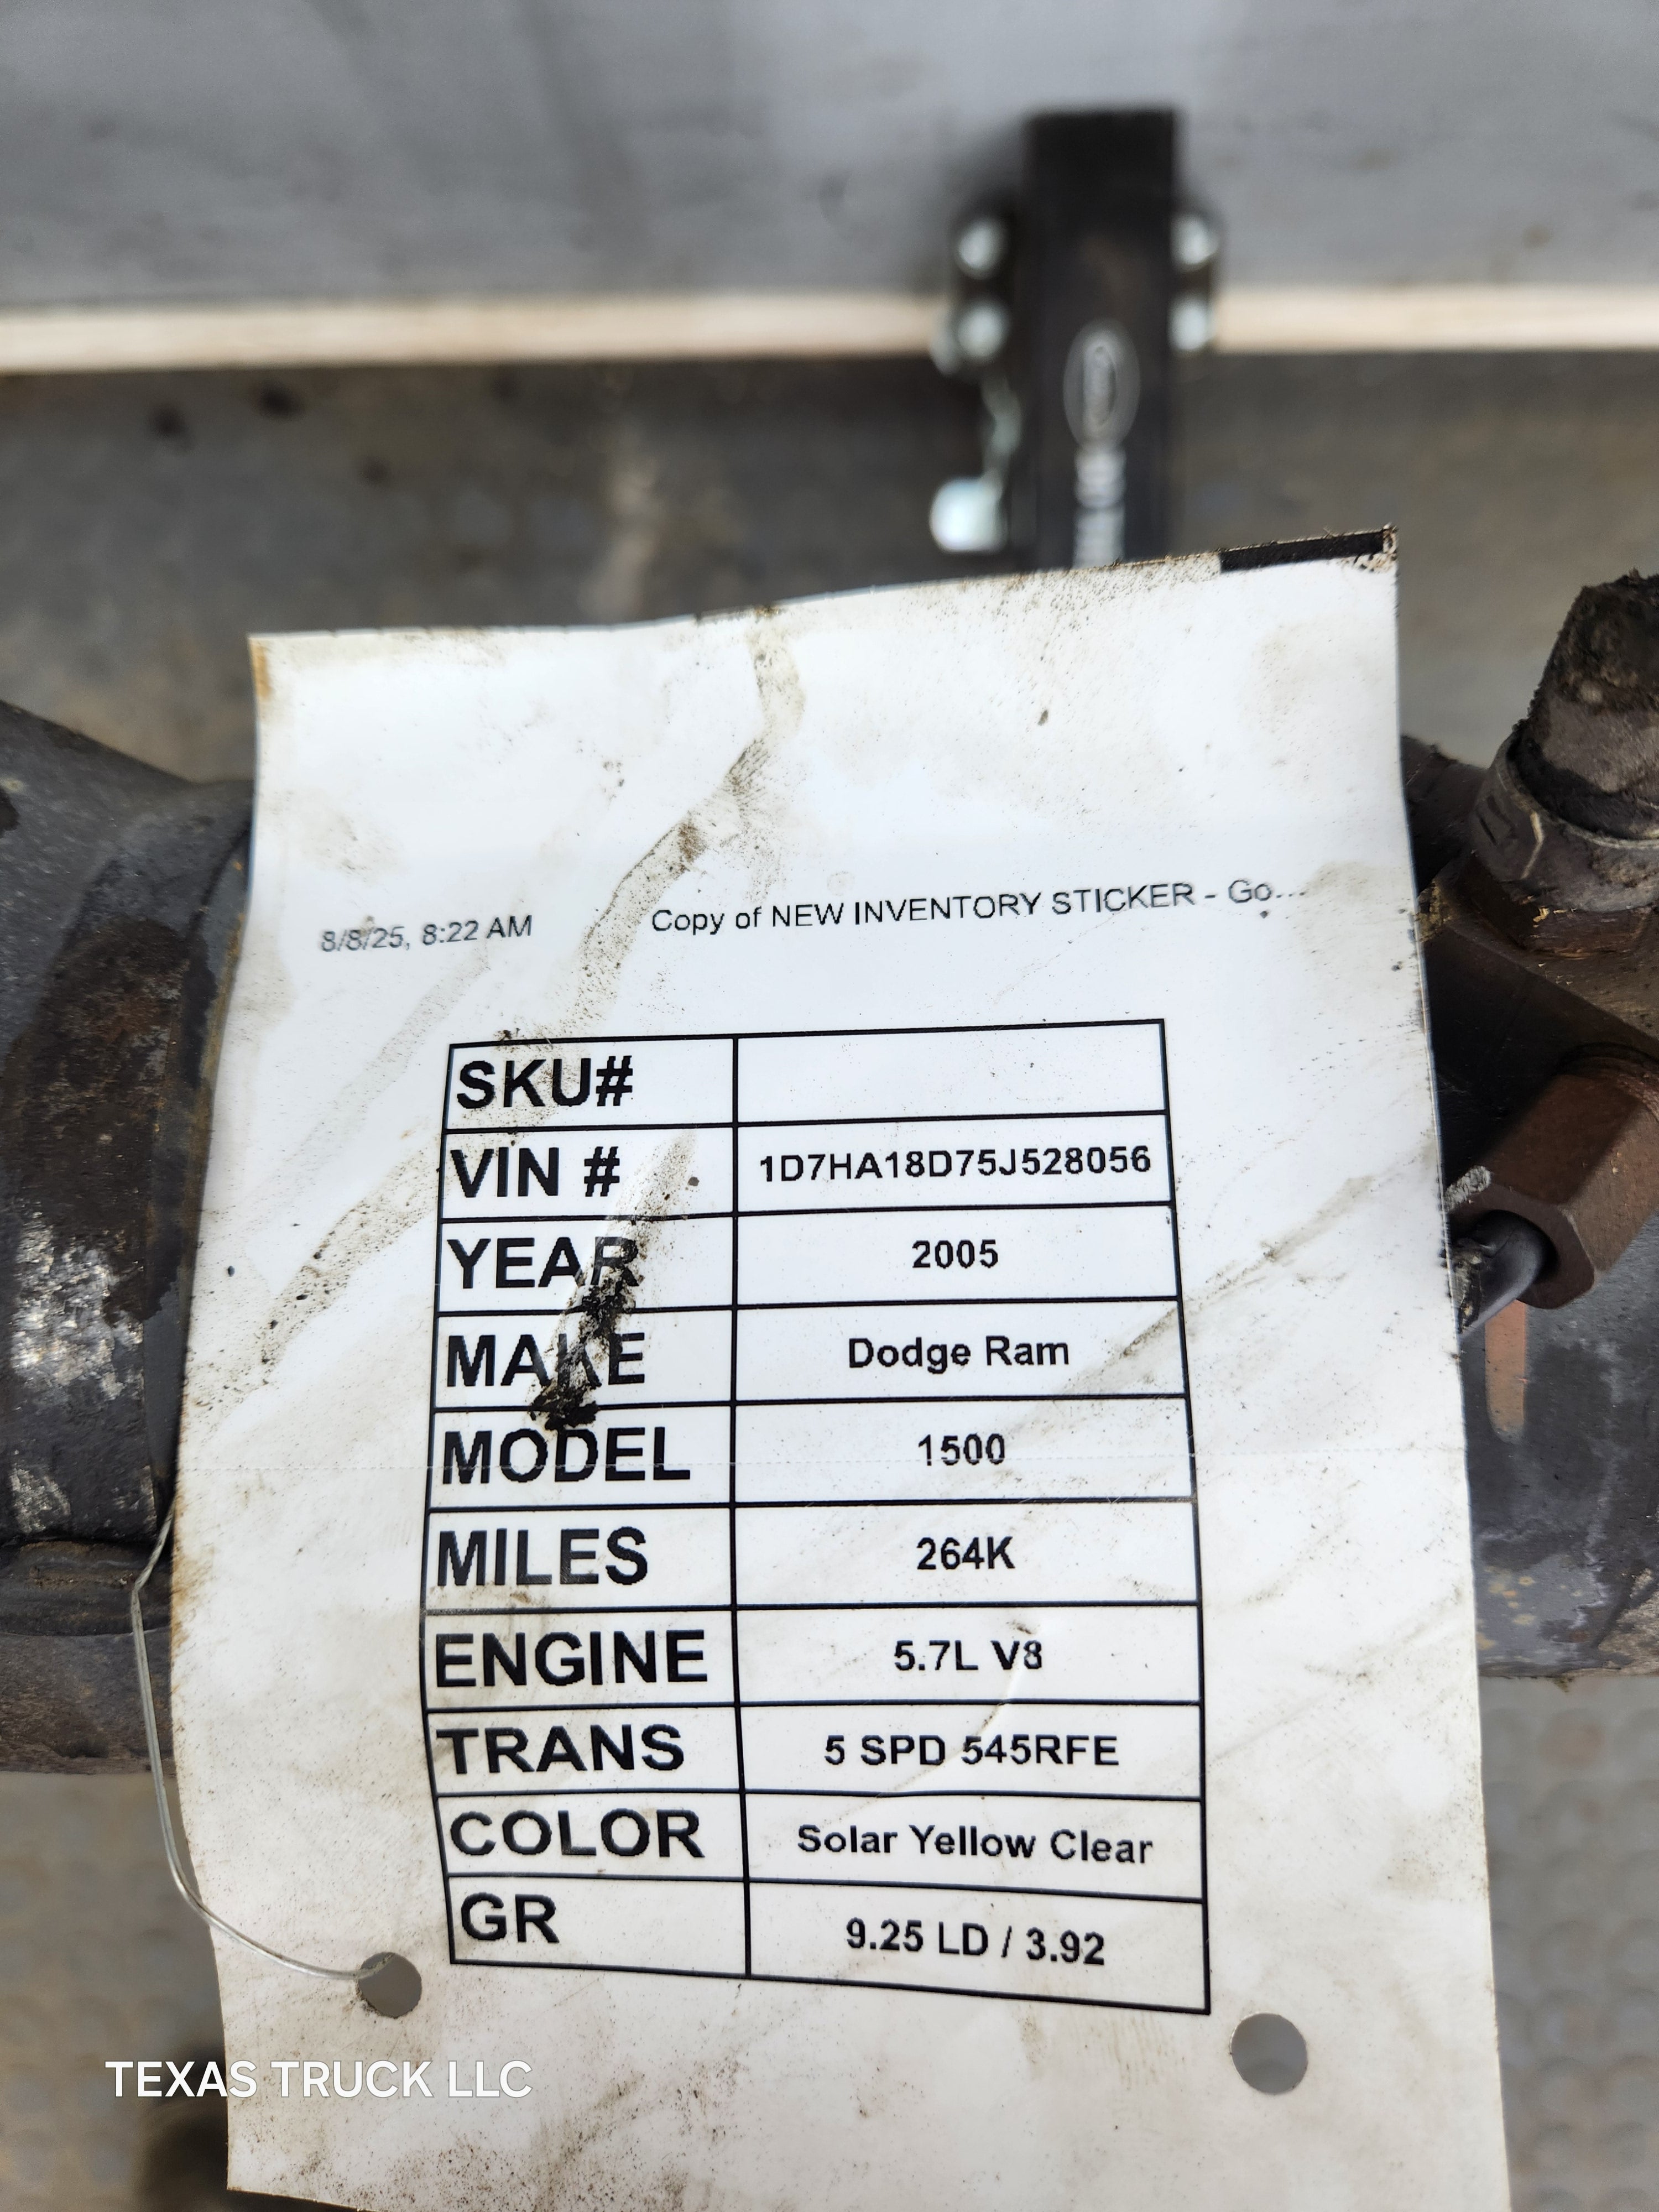 8/8/25, 8:22 AM Copy of NEW INVENTORY STICKER - Go...
SKU#
VIN # 1D7HA18D75J528056
YEAR 2005
MAKE Dodge Ram
MODEL 1500
MILES 264K
ENGINE 5.7L V8
TRANS 5 SPD 545RFE
COLOR Solar Yellow Clear
GR 9.25 LD / 3.92
TEXAS TRUCK LLC